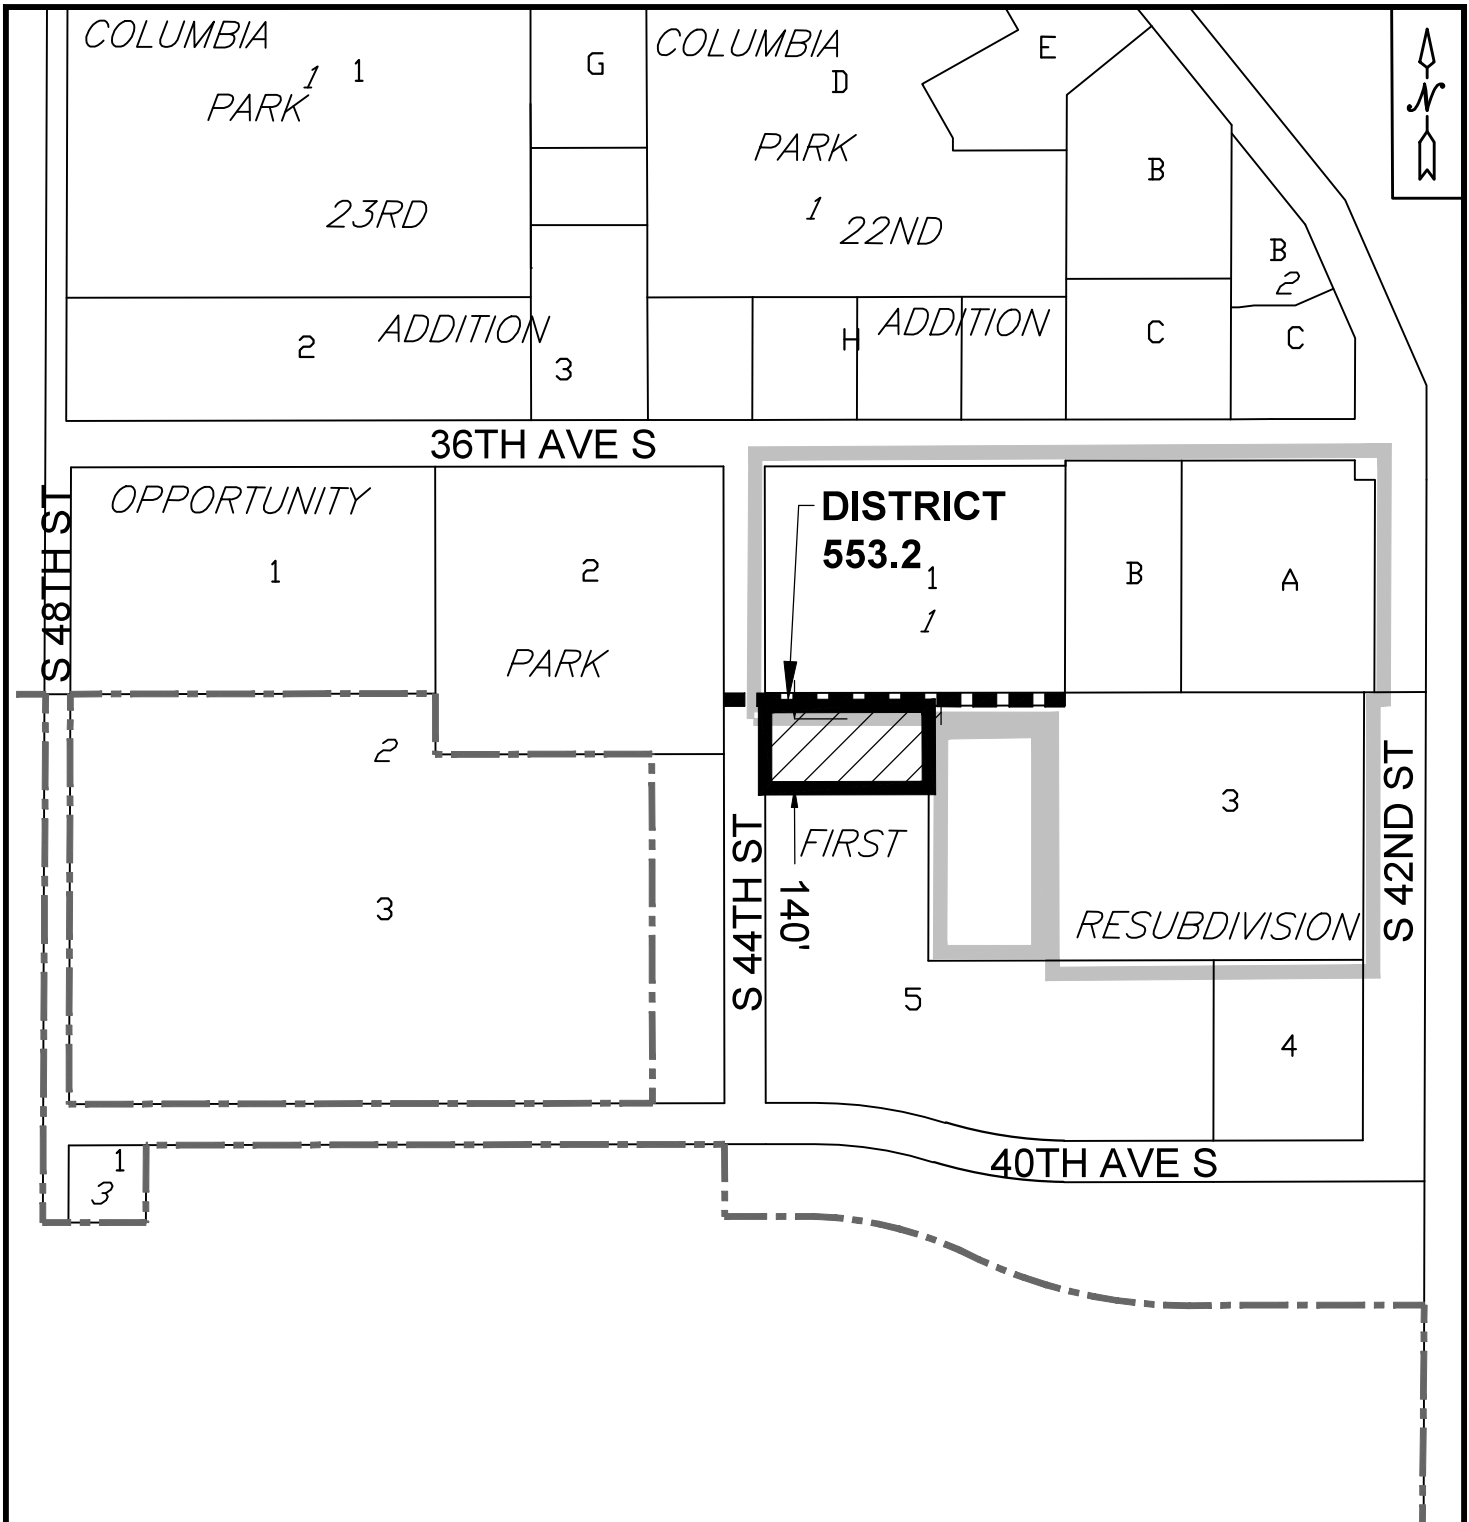 COLUMBIA
1
1
PARK
23RD
G
COLUMBIA
D
PARK
1
22ND
E
B
B
2
N
2
ADDITION
3
H
ADDITION
C
C
36TH AVE S
S 48TH ST
OPPORTUNITY
1
2
PARK
DISTRICT
553.2
1
1
B
A
2
3
S 44TH ST
140'
FIRST
3
S 42ND ST
RESUBDIVISION
5
4
1
3
40TH AVE S